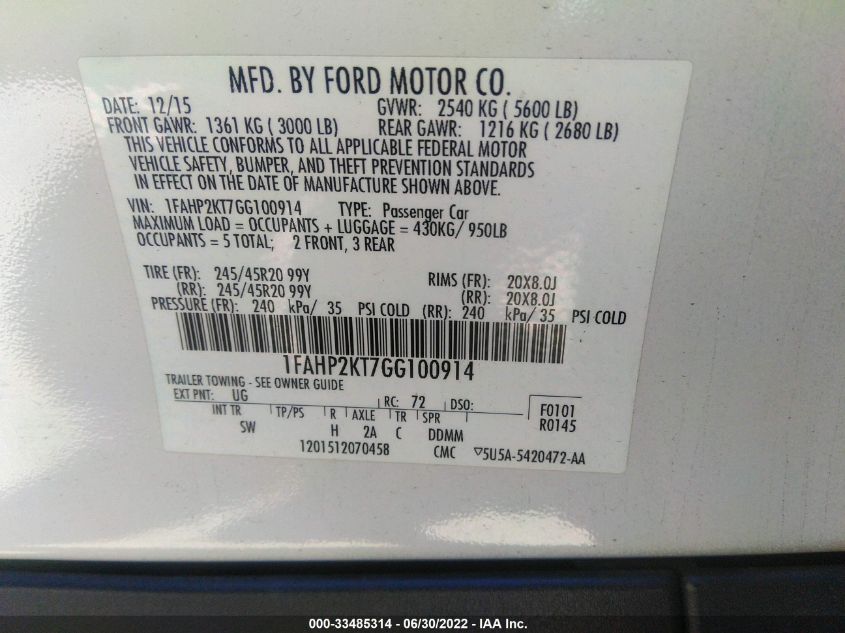 MFD. BY FORD MOTOR CO.
DATE: 12/15 GVWR: 2540 KG ( 5600 LB)
FRONT GAWR: 1361 KG ( 3000 LB) REAR GAWR: 1216 KG ( 2680 LB)
THIS VEHICLE CONFORMS TO ALL APPLICABLE FEDERAL MOTOR
VEHICLE SAFETY, BUMPER, AND THEFT PREVENTION STANDARDS
IN EFFECT ON THE DATE OF MANUFACTURE SHOWN ABOVE.
VIN: 1FAHP2KT7GG100914 TYPE: Passenger Car
MAXIMUM LOAD = OCCUPANTS + LUGGAGE = 430KG/ 950LB
OCCUPANTS = 5 TOTAL; 2 FRONT, 3 REAR
TIRE (FR): 245/45R20 99Y RIMS (FR): 20X8.0J
(RR): 245/45R20 99Y (RR): 20X8.0J
PRESSURE (FR): 240 kPa/ 35 PSI COLD (RR): 240 kPa/ 35 PSI COLD
1FAHP2KT7GG100914
TRAILER TOWING - SEE OWNER GUIDE
EXT PNT: UG RC: 72 DSO: F0101
INT TR TP/PS R AXLE TR SPR R0145
SW H 2A C DDMM
1201512070458 CMC ▽5U5A-5420472-AA
000-33485314 - 06/30/2022 - IAA Inc.